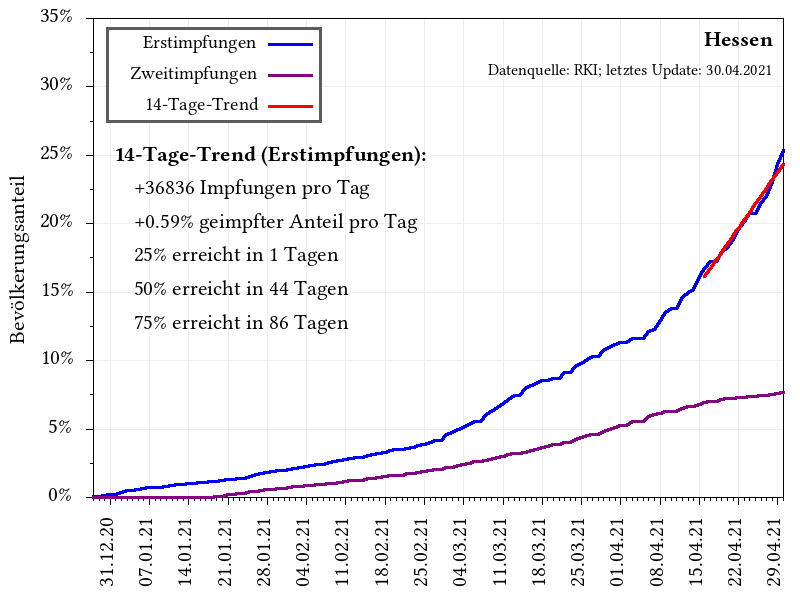 35%
30%
25%
20%
15%
10%
5%
0%
Bevölkerungsanteil
Erstimpfungen
Zweitimpfungen
14-Tage-Trend
Hessen
Datenquelle: RKI; letztes Update: 30.04.2021
14-Tage-Trend (Erstimpfungen):
+36836 Impfungen pro Tag
+0.59% geimpfter Anteil pro Tag
25% erreicht in 1 Tagen
50% erreicht in 44 Tagen
75% erreicht in 86 Tagen
31.12.20
07.01.21
14.01.21
21.01.21
28.01.21
04.02.21
11.02.21
18.02.21
25.02.21
04.03.21
11.03.21
18.03.21
25.03.21
01.04.21
08.04.21
15.04.21
22.04.21
29.04.21